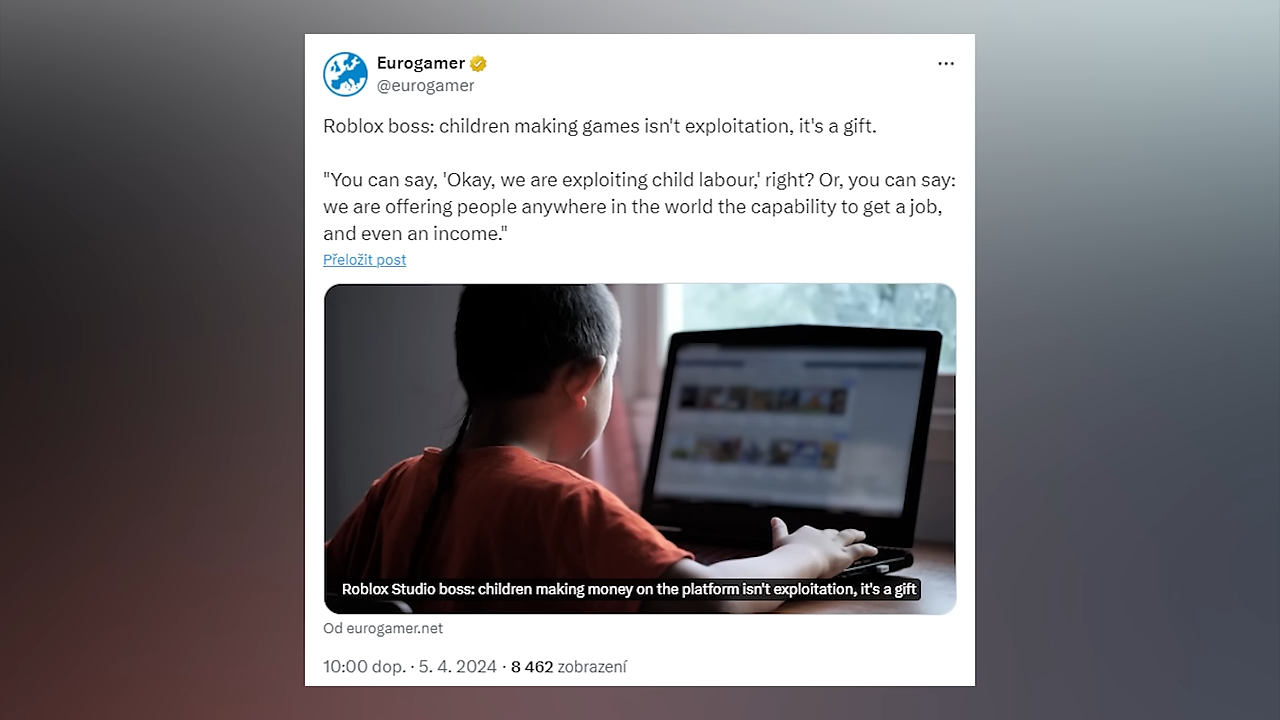 Eurogamer
@eurogamer
Roblox boss: children making games isn't exploitation, it's a gift.
"You can say, 'Okay, we are exploiting child labour,' right? Or, you can say:
we are offering people anywhere in the world the capability to get a job,
and even an income."
Přeložit post
Roblox Studio boss: children making money on the platform isn't exploitation, it's a gift
Od eurogamer.net
10:00 dop. · 5. 4. 2024 · 8 462 zobrazení